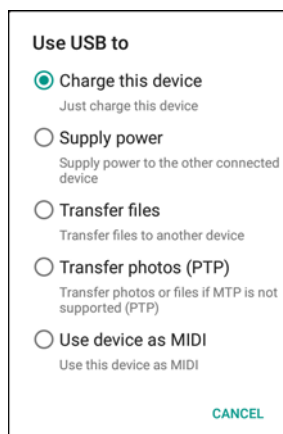 Use USB to
Charge this device
Just charge this device
Supply power
Supply power to the other connected
device
Transfer files
Transfer files to another device
Transfer photos (PTP)
Transfer photos or files if MTP is not
supported (PTP)
Use device as MIDI
Use this device as MIDI
CANCEL